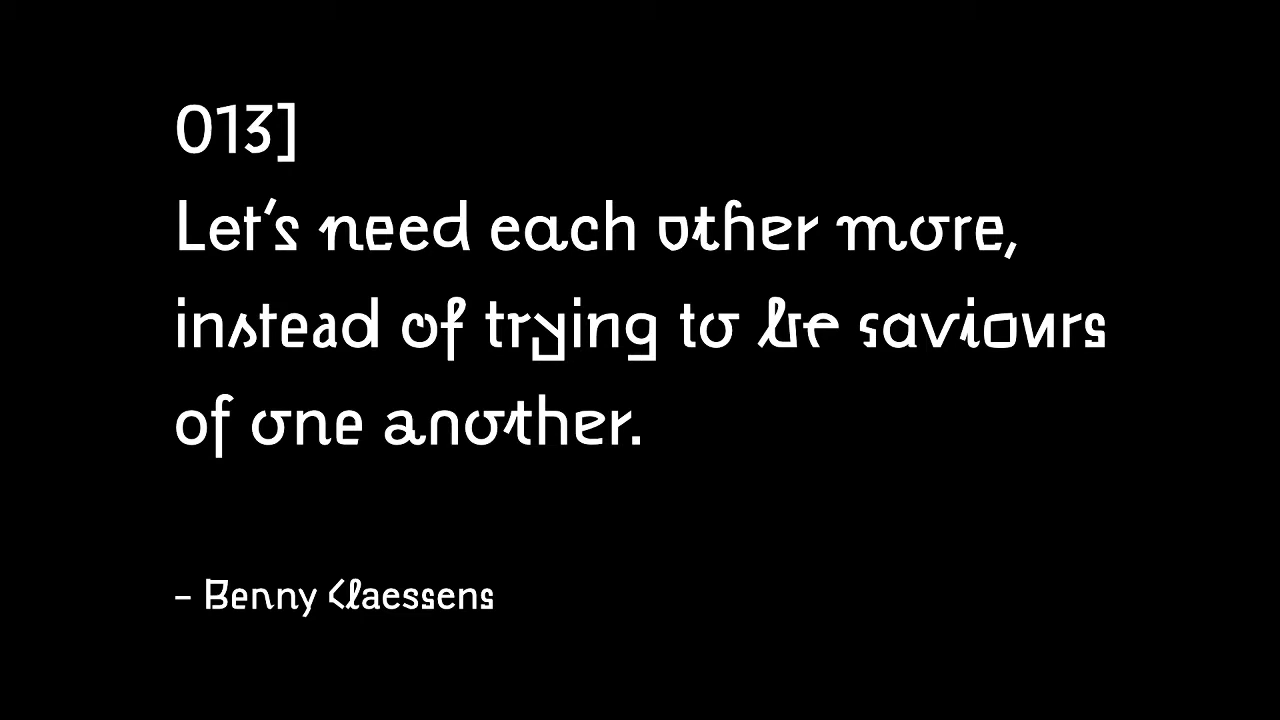 013]
Let’s need each other more,
instead of trying to be saviours
of one another.
– Benny Claessens